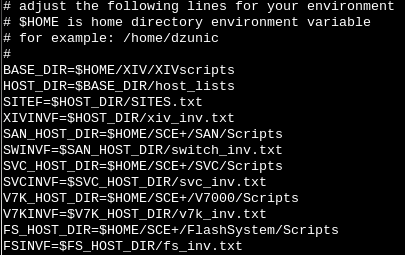 # adjust the following lines for your environment
# $HOME is home directory environment variable
# for example: /home/dzunic
#
BASE_DIR=$HOME/XIV/XIVscripts
HOST_DIR=$BASE_DIR/host_lists
SITEF=$HOST_DIR/SITES.txt
XIVINVF=$HOST_DIR/xiv_inv.txt
SAN_HOST_DIR=$HOME/SCE+/SAN/Scripts
SWINVF=$SAN_HOST_DIR/switch_inv.txt
SVC_HOST_DIR=$HOME/SCE+/SVC/Scripts
SVCINVF=$SVC_HOST_DIR/svc_inv.txt
V7K_HOST_DIR=$HOME/SCE+/V7000/Scripts
V7KINVF=$V7K_HOST_DIR/v7k_inv.txt
FS_HOST_DIR=$HOME/SCE+/FlashSystem/Scripts
FSINVF=$FS_HOST_DIR/fs_inv.txt